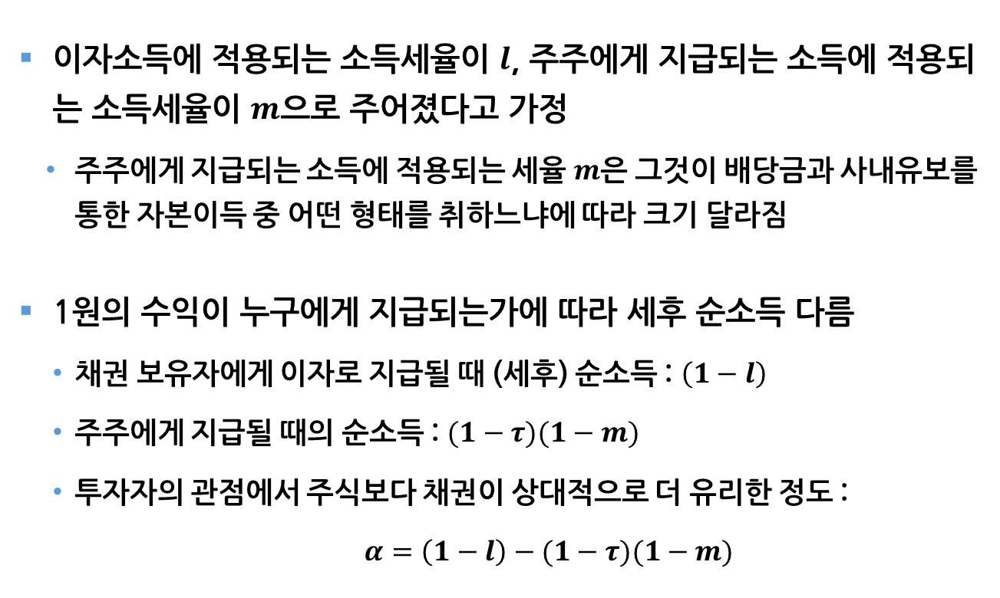 ▪ 이자소득에 적용되는 소득세율이 l, 주주에게 지급되는 소득에 적용되
는 소득세율이 m으로 주어졌다고 가정
• 주주에게 지급되는 소득에 적용되는 세율 m은 그것이 배당금과 사내유보를
통한 자본이득 중 어떤 형태를 취하느냐에 따라 크기 달라짐
▪ 1원의 수익이 누구에게 지급되는가에 따라 세후 순소득 다름
• 채권 보유자에게 이자로 지급될 때 (세후) 순소득 : (1 − l)
• 주주에게 지급될 때의 순소득 : (1 − τ)(1 − m)
• 투자자의 관점에서 주식보다 채권이 상대적으로 더 유리한 정도 :
α = (1 − l) − (1 − τ)(1 − m)